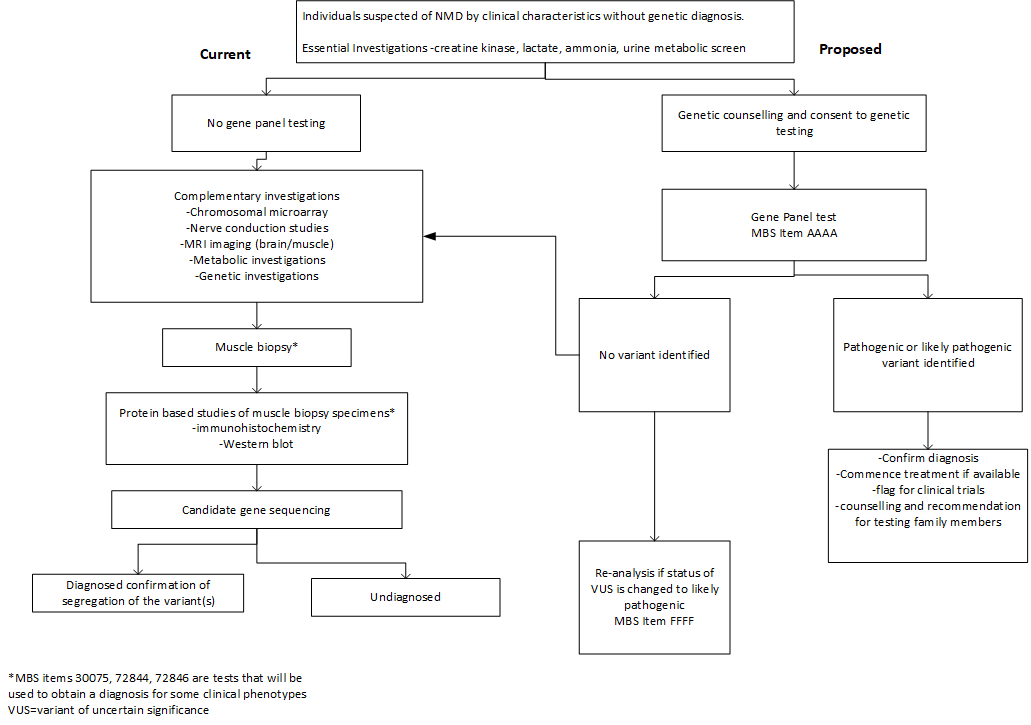 Individuals suspected of NMD by clinical characteristics without genetic diagnosis.
Essential Investigations -creatine kinase, lactate, ammonia, urine metabolic screen
Current
Proposed
No gene panel testing
Complementary investigations
-Chromosomal microarray
-Nerve conduction studies
-MRI imaging (brain/muscle)
-Metabolic investigations
-Genetic investigations
Muscle biopsy*
Protein based studies of muscle biopsy specimens*
-immunohistochemistry
-Western blot
Candidate gene sequencing
Diagnosed confirmation of
segregation of the variant(s)
Undiagnosed
Genetic counselling and consent to genetic
testing
Gene Panel test
MBS Item AAAA
No variant identified
Pathogenic or likely pathogenic
variant identified
-Confirm diagnosis
-Commence treatment if available
-flag for clinical trials
-counselling and recommendation
for testing family members
Re-analysis if status of
VUS is changed to likely
pathogenic
MBS Item FFFF
*MBS items 30075, 72844, 72846 are tests that will be
used to obtain a diagnosis for some clinical phenotypes
VUS=variant of uncertain significance